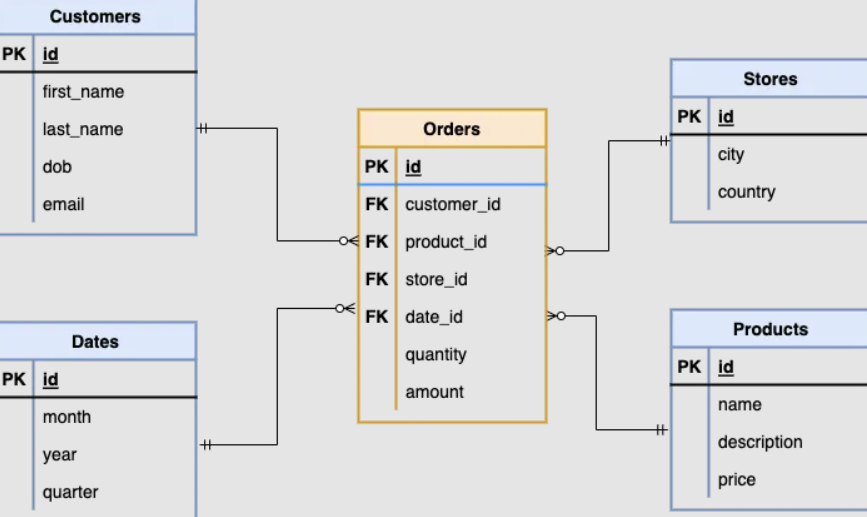 Customers
PK id
first_name
last_name
dob
email
Dates
PK id
month
year
quarter
Orders
PK id
FK customer_id
FK product_id
FK store_id
FK date_id
quantity
amount
Stores
PK id
city
country
Products
PK id
name
description
price